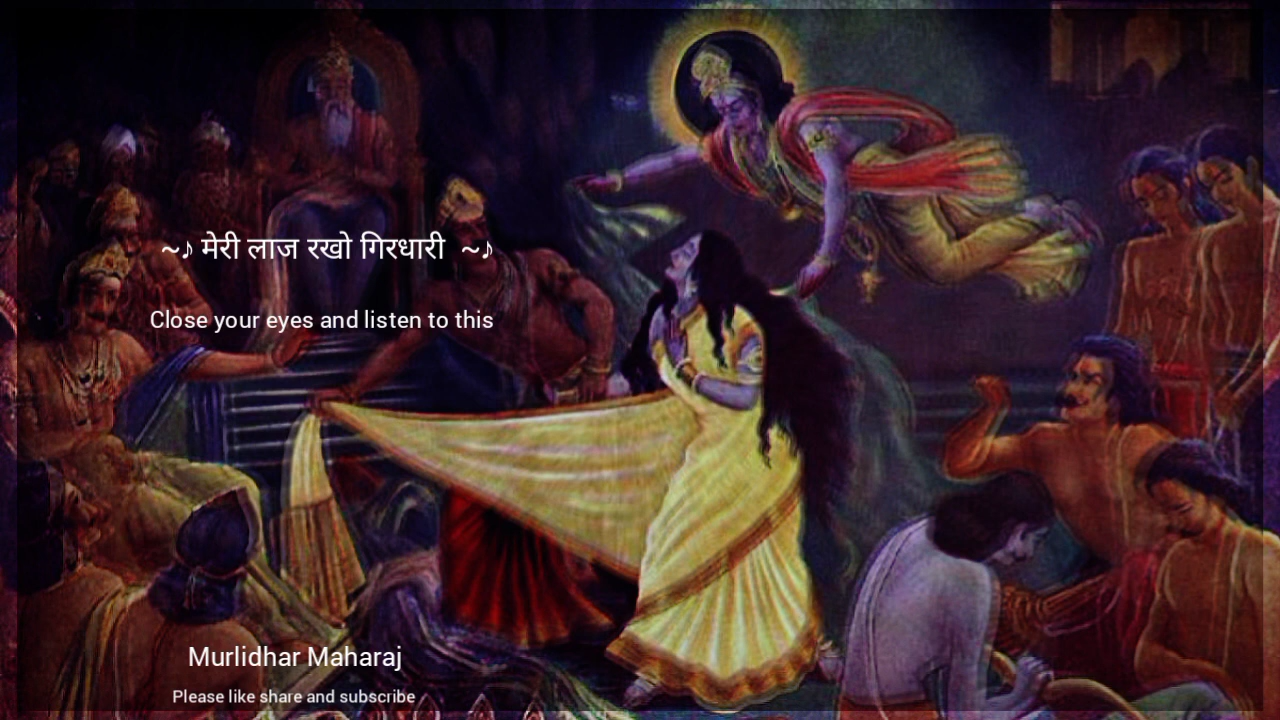 ~♪ मेरी लाज रखो गिरधारी ~♪
Close your eyes and listen to this
Murlidhar Maharaj
Please like share and subscribe